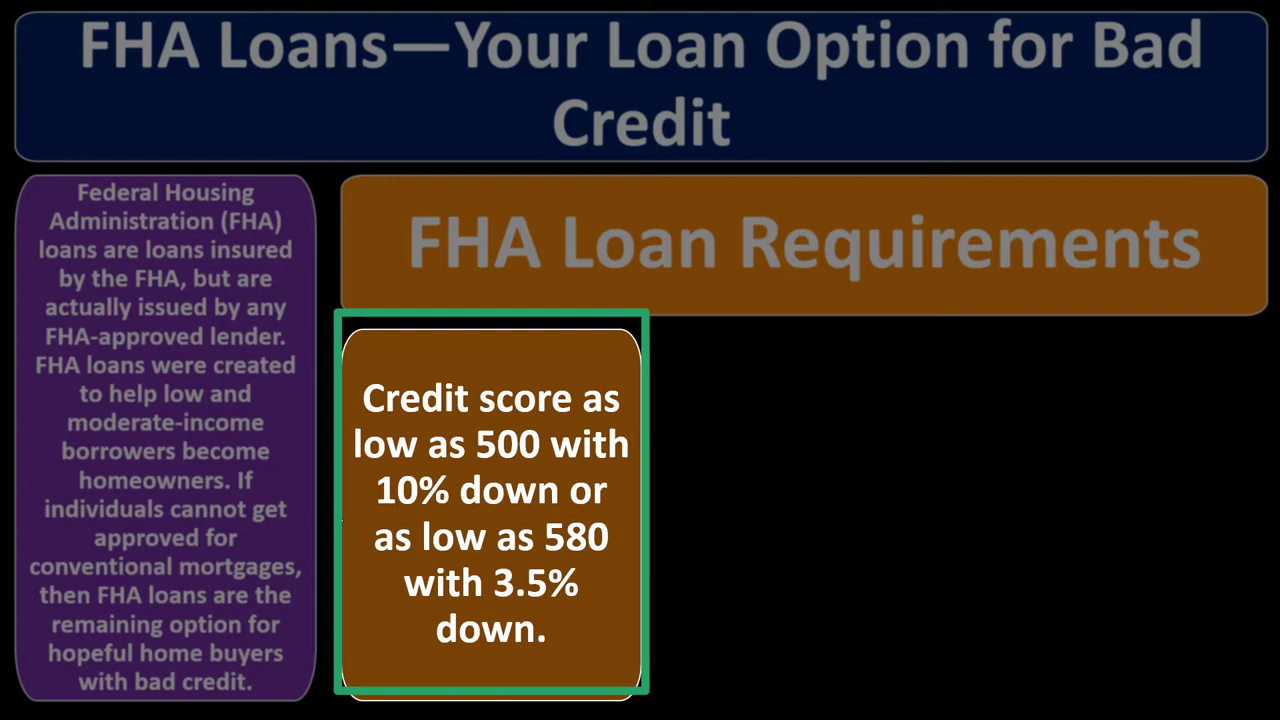 FHA Loans—Your Loan Option for Bad
Credit
Federal Housing
Administration (FHA)
loans are loans insured
by the FHA, but are
actually issued by any
FHA-approved lender.
FHA loans were created
to help low and
moderate-income
borrowers become
homeowners. If
individuals cannot get
approved for
conventional mortgages,
then FHA loans are the
remaining option for
hopeful home buyers
with bad credit.
FHA Loan Requirements
Credit score as
low as 500 with
10% down or
as low as 580
with 3.5%
down.